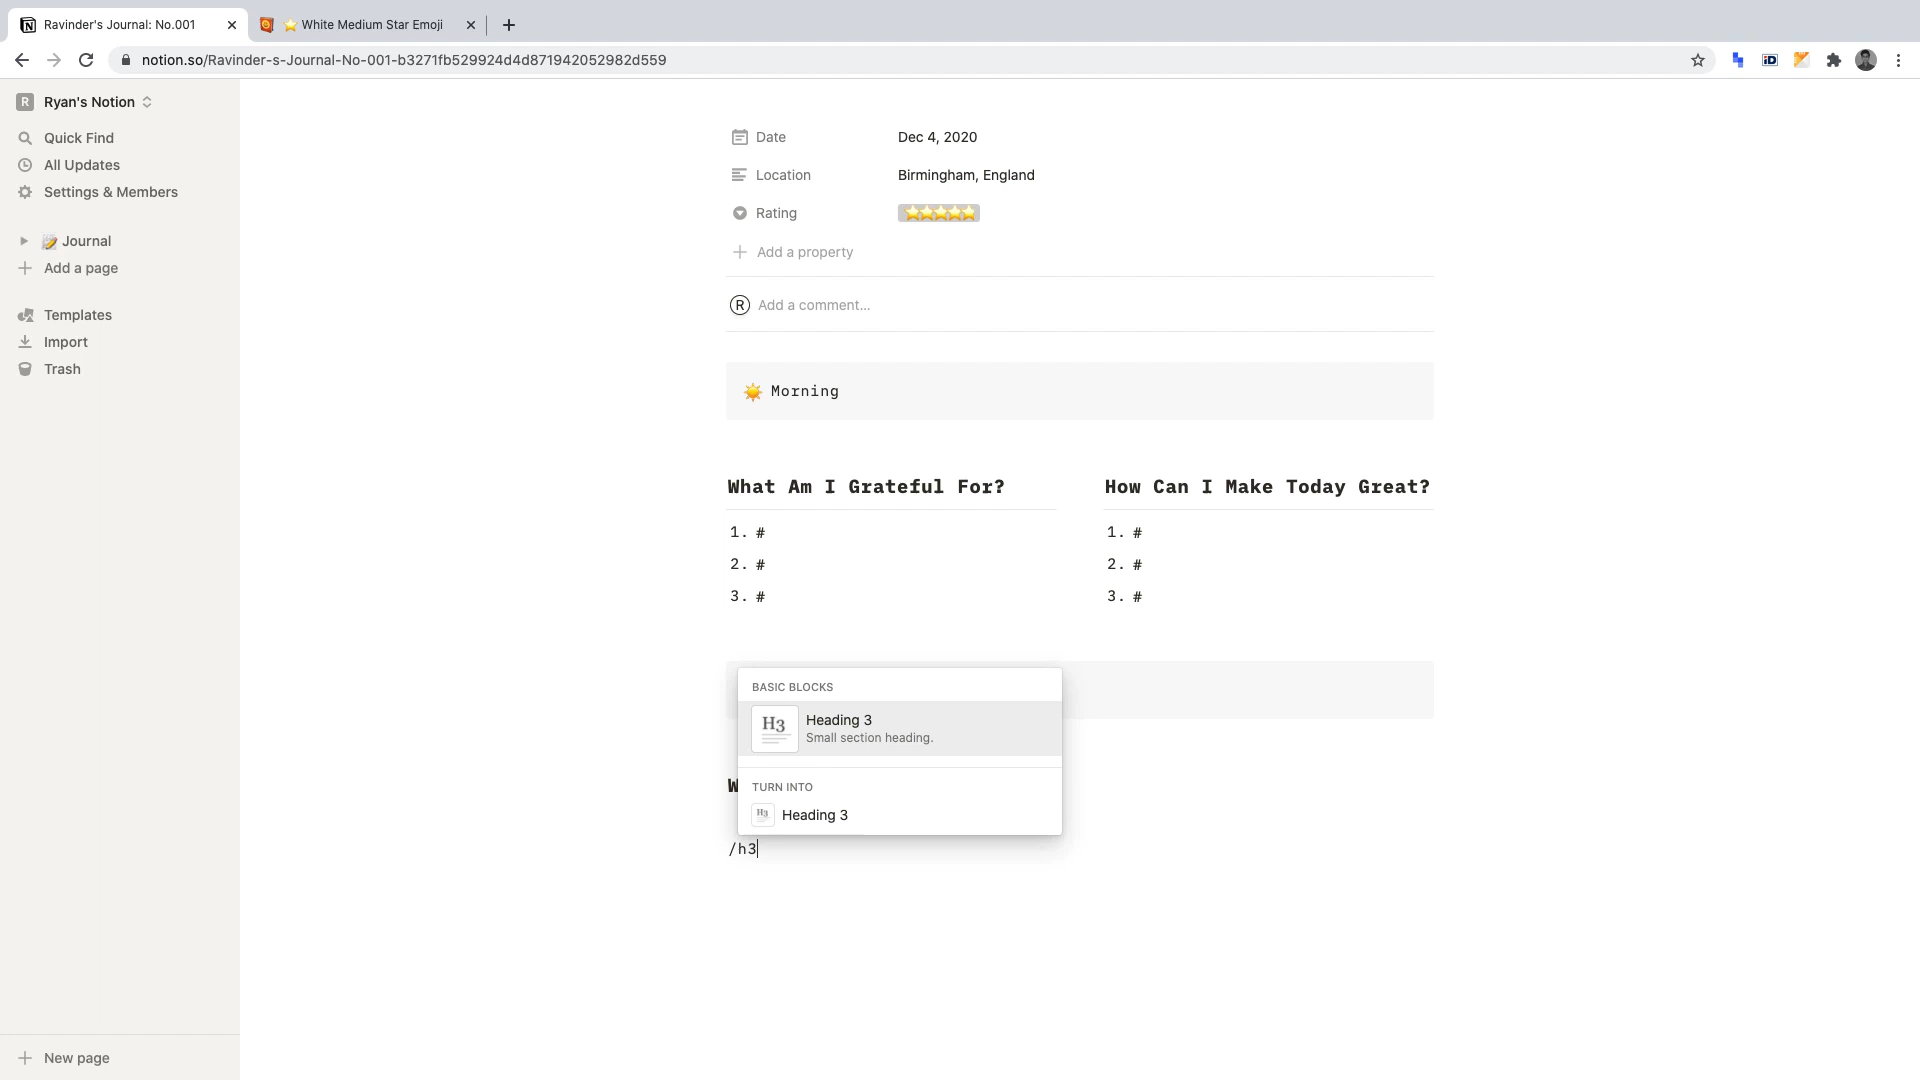 Ravinder's Journal: No.001
⭐ White Medium Star Emoji
notion.so/Ravinder-s-Journal-No-001-b3271fb529924d4d871942052982d559
R Ryan's Notion
Quick Find
All Updates
Settings & Members
📝 Journal
Add a page
Templates
Import
Trash
New page
Date Dec 4, 2020
Location Birmingham, England
Rating ⭐⭐⭐⭐⭐
Add a property
R Add a comment...
☀️ Morning
What Am I Grateful For?
1. #
2. #
3. #
How Can I Make Today Great?
1. #
2. #
3. #
BASIC BLOCKS
H3 Heading 3
Small section heading.
TURN INTO
H3 Heading 3
/h3
iD